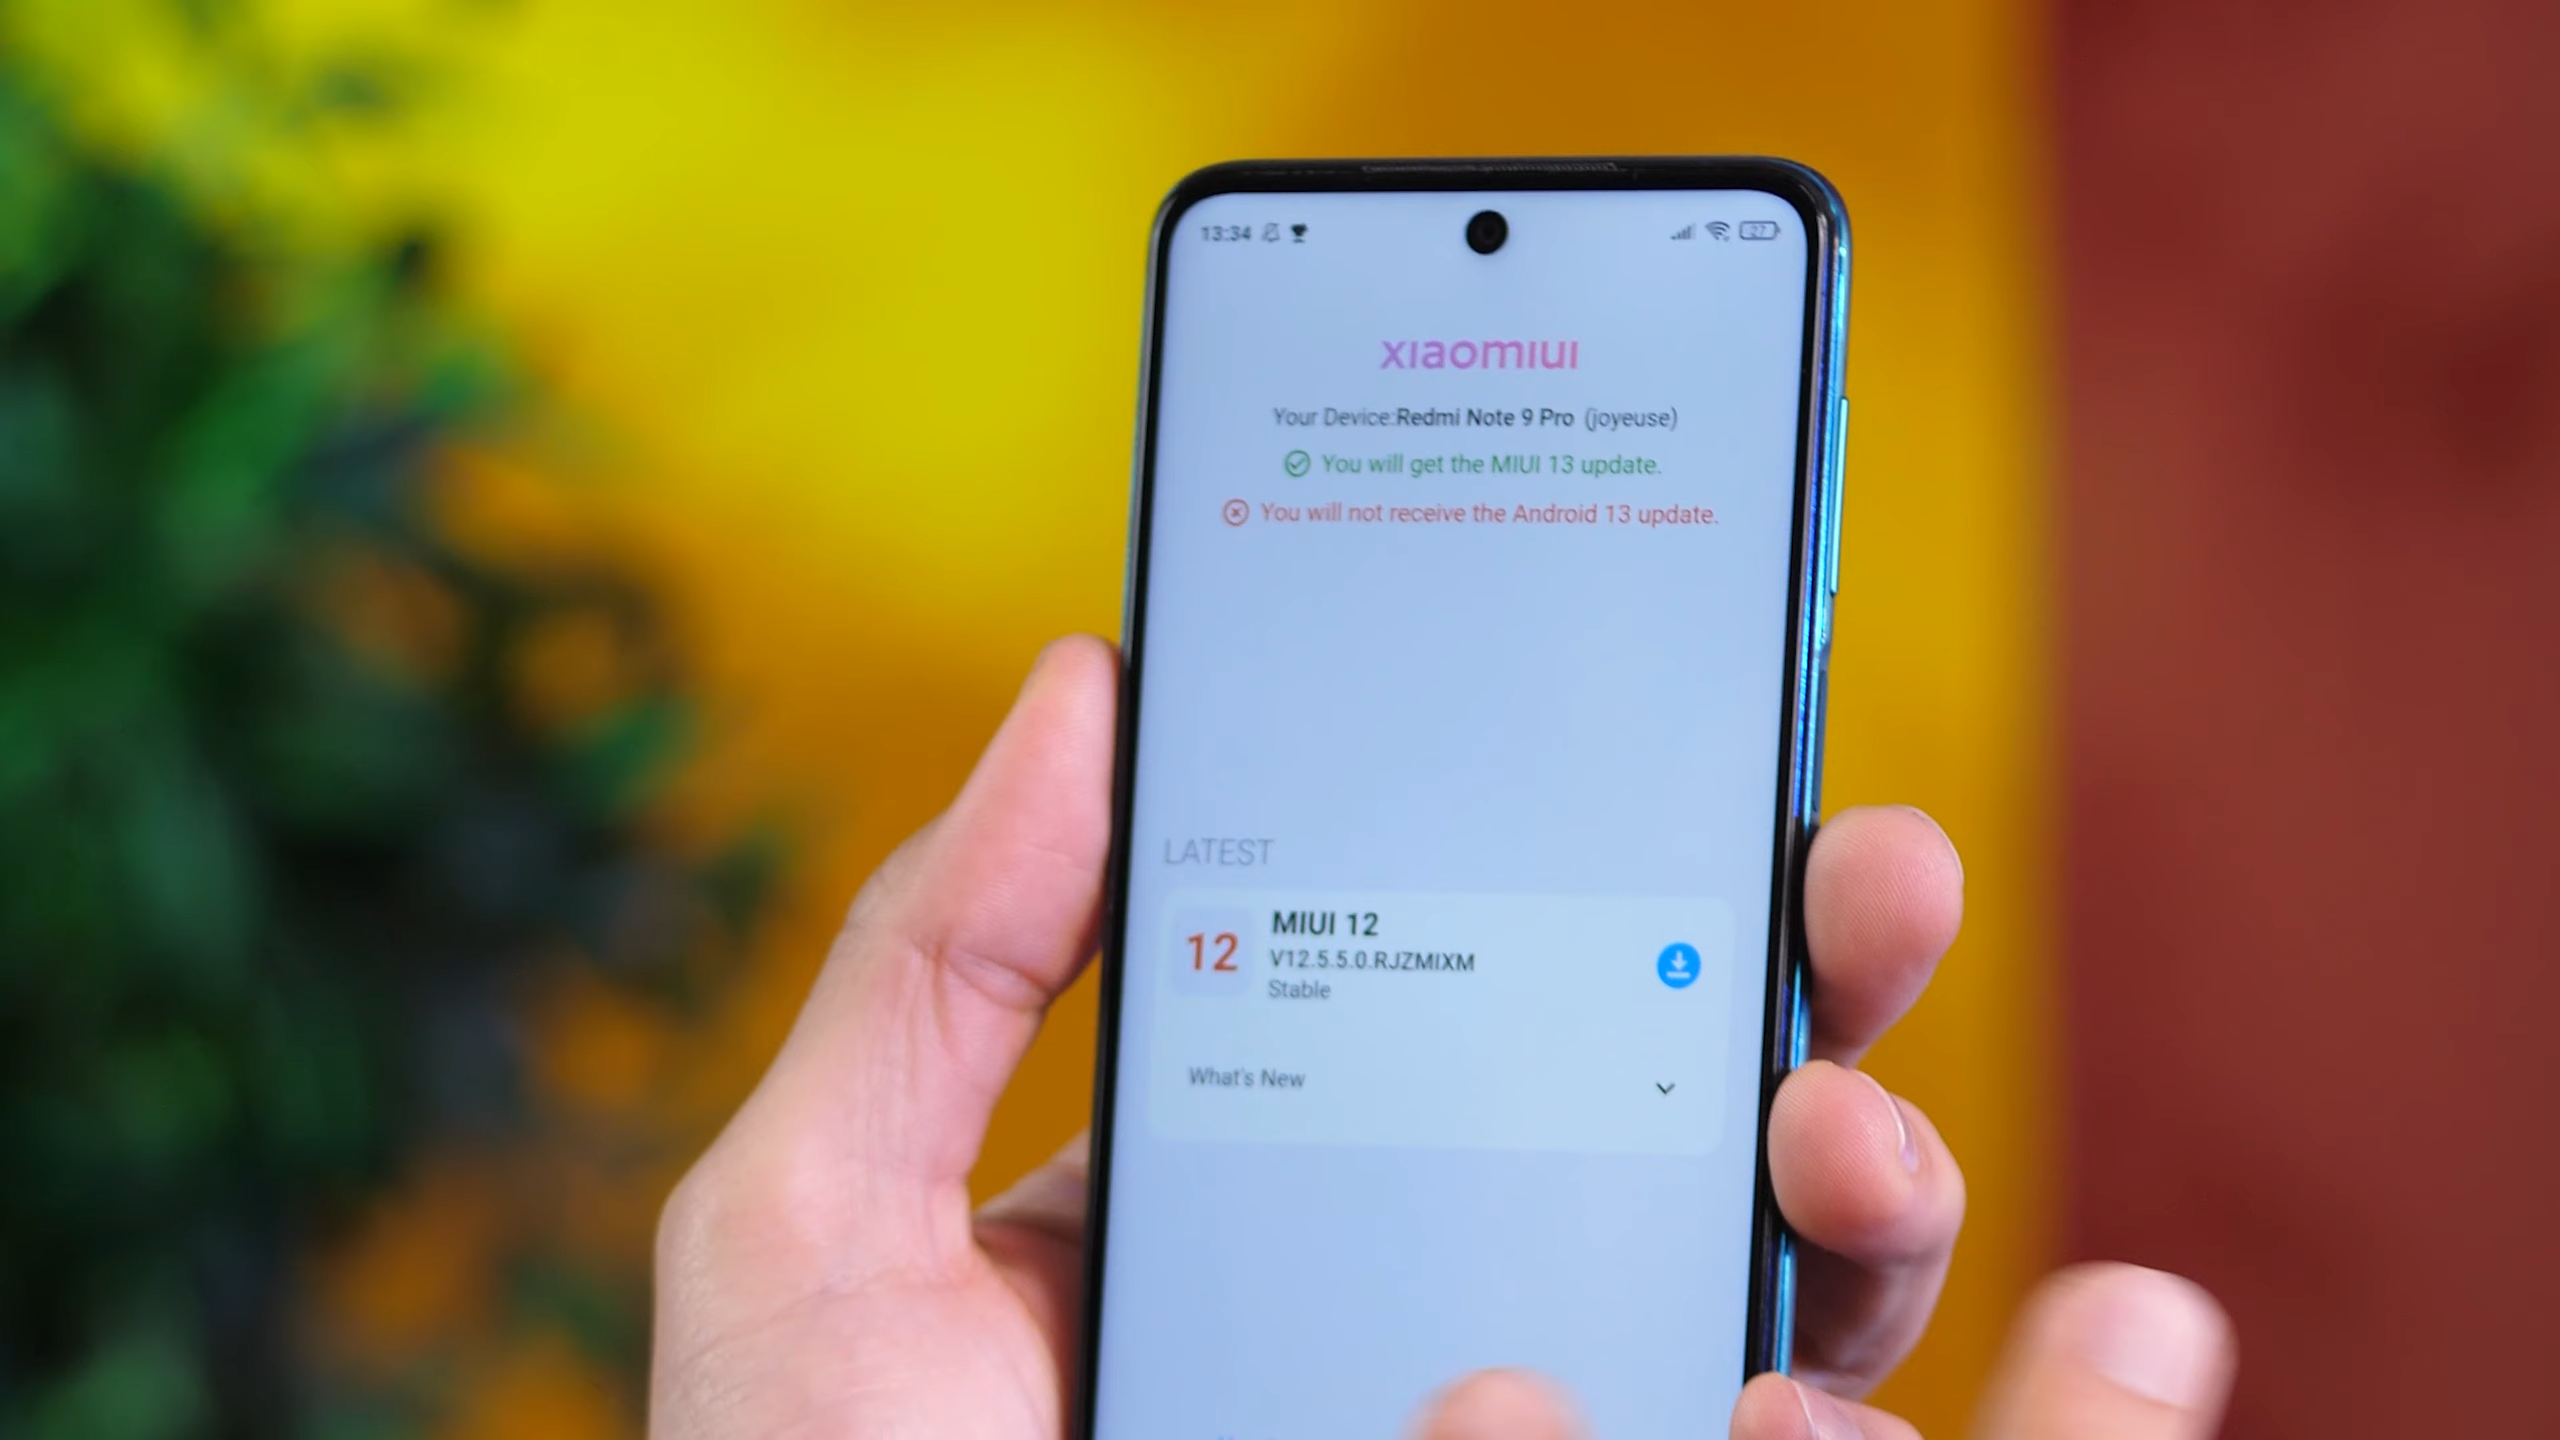 13:34
27
xiaomiui
Your Device:Redmi Note 9 Pro (joyeuse)
You will get the MIUI 13 update.
You will not receive the Android 13 update.
LATEST
12
MIUI 12
V12.5.5.0.RJZMIXM
Stable
What's New